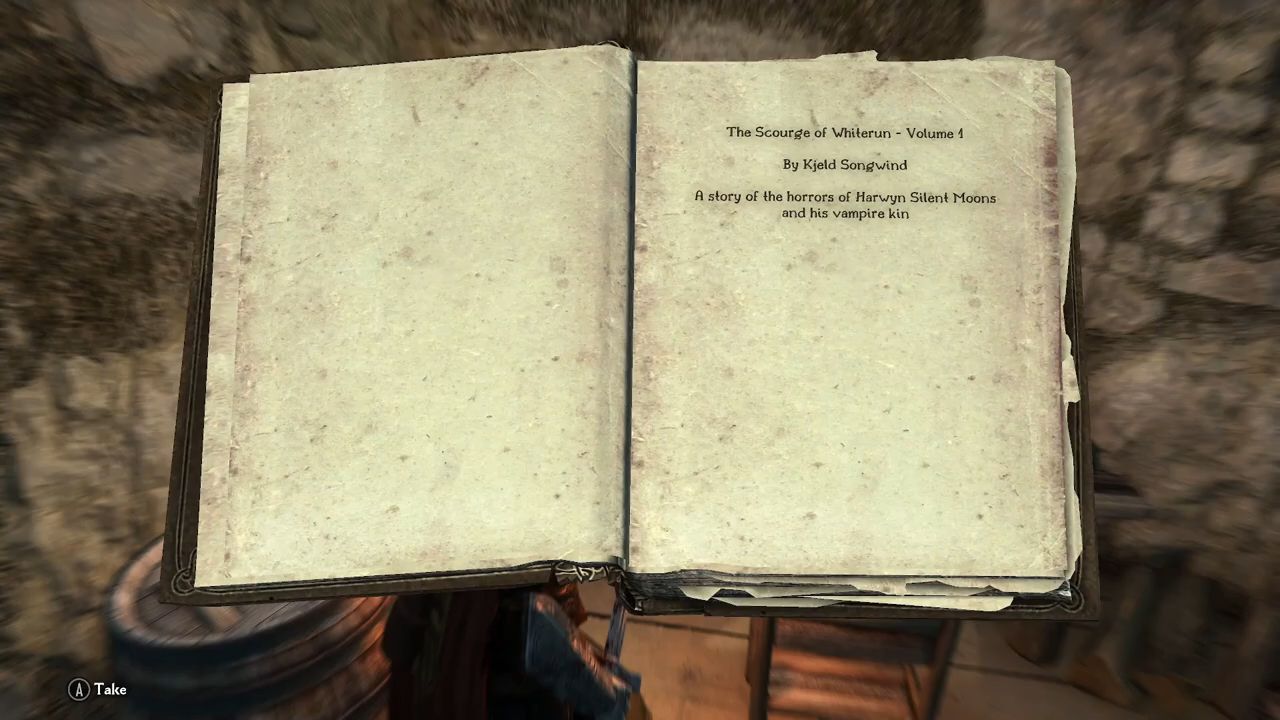 The Scourge of Whiterun - Volume 1
By Kjeld Songwind
A story of the horrors of Harwyn Silent Moons
and his vampire kin
A Take